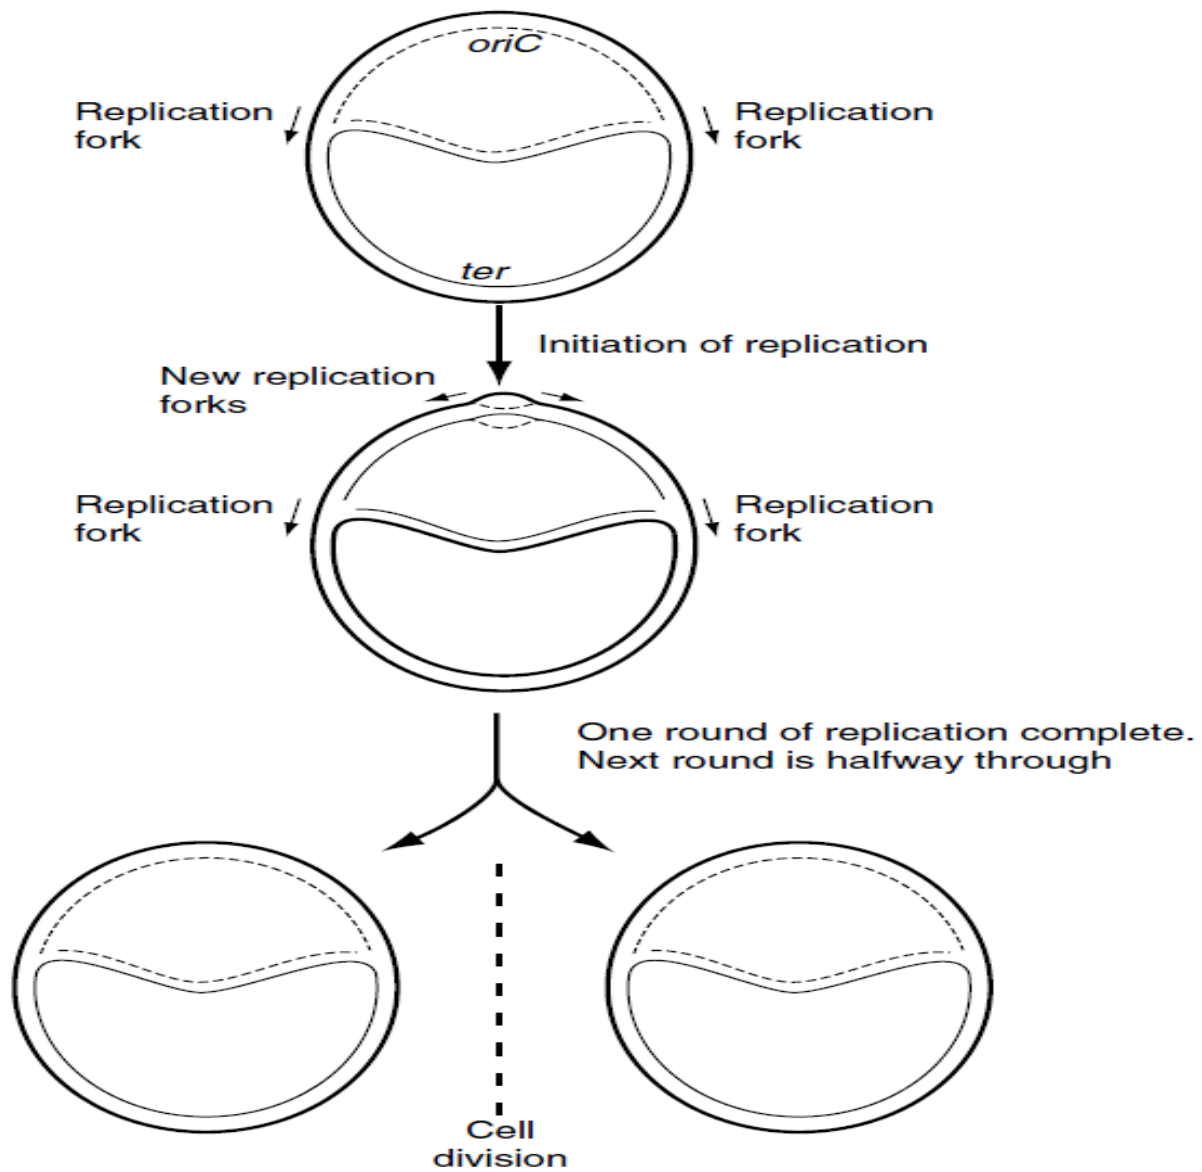 oriC
Replication
fork
Replication
fork
ter
Initiation of replication
New replication
forks
Replication
fork
Replication
fork
One round of replication complete.
Next round is halfway through
Cell
division